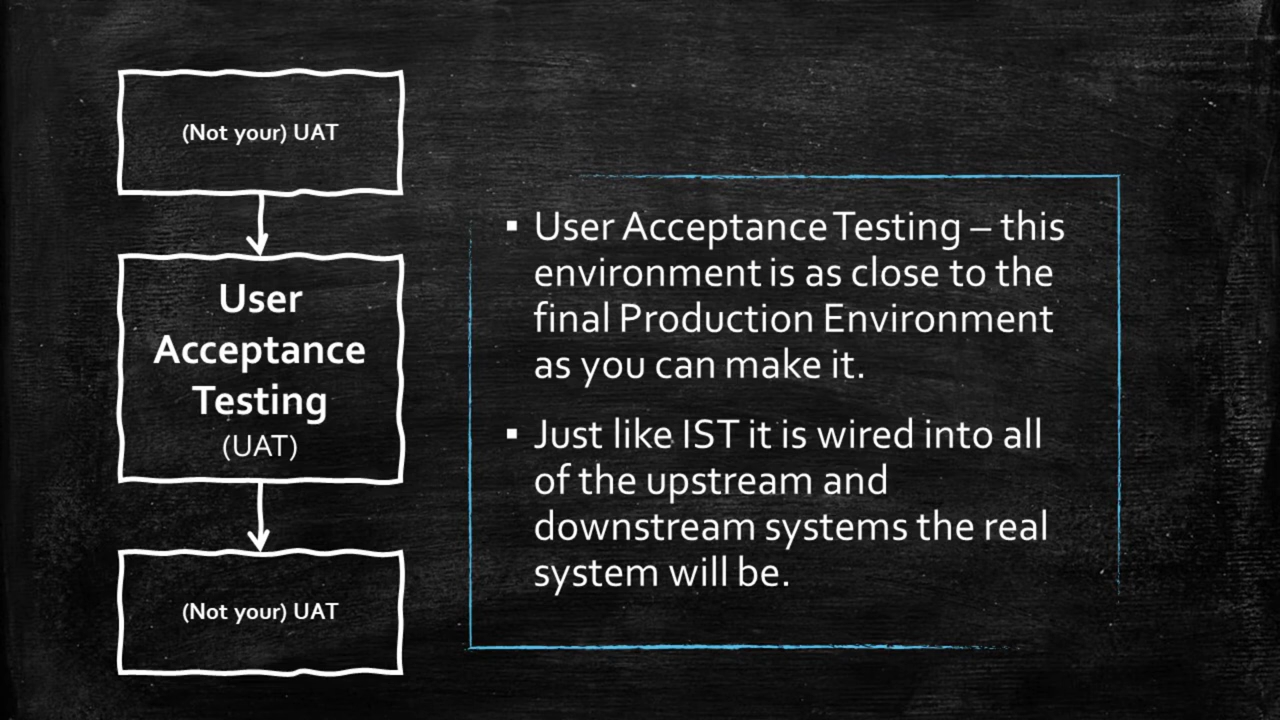 (Not your) UAT
User
Acceptance
Testing
(UAT)
(Not your) UAT
▪ User Acceptance Testing – this
environment is as close to the
final Production Environment
as you can make it.
▪ Just like IST it is wired into all
of the upstream and
downstream systems the real
system will be.